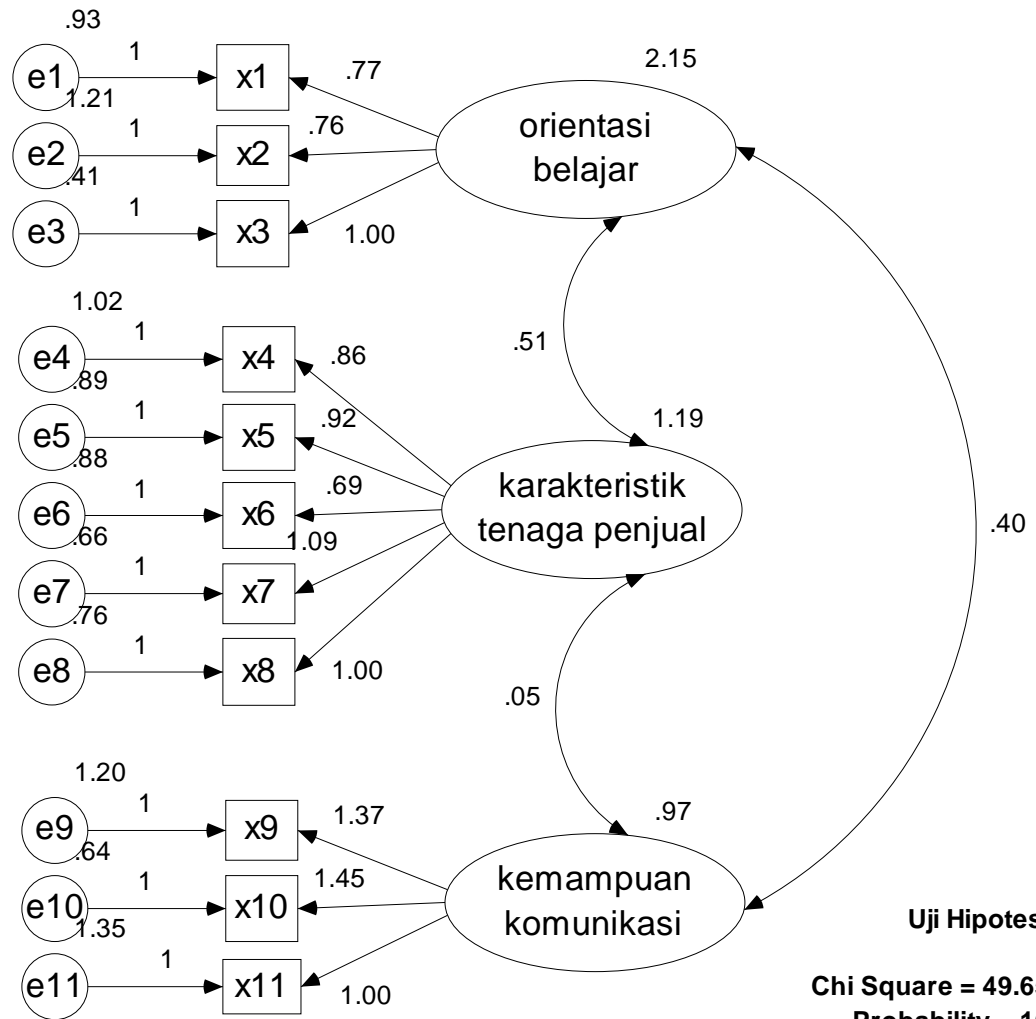 .93
1
e1
x1
.77
2.15
1.21
orientasi
belajar
1
e2
x2
.76
.41
1
e3
x3
1.00
1.02
1
e4
x4
.86
.51
.89
1
e5
x5
.92
1.19
.88
karakteristik
tenaga penjual
1
e6
x6
.69
.40
.66
1.09
1
e7
x7
.76
1
e8
x8
1.00
.05
1.20
1
e9
x9
1.37
.97
.64
kemampuan
komunikasi
1
e10
x10
1.45
1.35
1
e11
x11
1.00
Uji Hipotes
Chi Square = 49.6